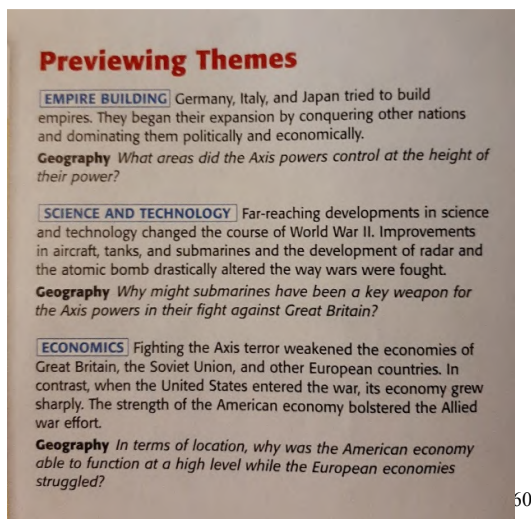 Previewing Themes
EMPIRE BUILDING Germany, Italy, and Japan tried to build
empires. They began their expansion by conquering other nations
and dominating them politically and economically.
Geography What areas did the Axis powers control at the height of
their power?
SCIENCE AND TECHNOLOGY Far-reaching developments in science
and technology changed the course of World War II. Improvements
in aircraft, tanks, and submarines and the development of radar and
the atomic bomb drastically altered the way wars were fought.
Geography Why might submarines have been a key weapon for
the Axis powers in their fight against Great Britain?
ECONOMICS Fighting the Axis terror weakened the economies of
Great Britain, the Soviet Union, and other European countries. In
contrast, when the United States entered the war, its economy grew
sharply. The strength of the American economy bolstered the Allied
war effort.
Geography In terms of location, why was the American economy
able to function at a high level while the European economies
struggled?
60